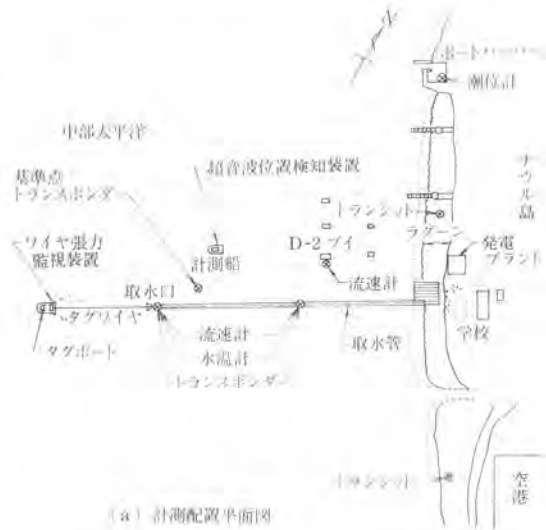 N
ボートハーバー
潮位計
中部太平洋
超音波位置検知装置
基準点
トランスポンダー
ナウル島
トランシット
ラグーン
D-2ブイ
発電
プラント
ワイヤ張力
監視装置
計測船
取水口
流速計
タグワイヤ
流速計
水温計
トランスポンダー
取水管
学校
タグボート
トランシット
空港
(a) 計測配置平面図